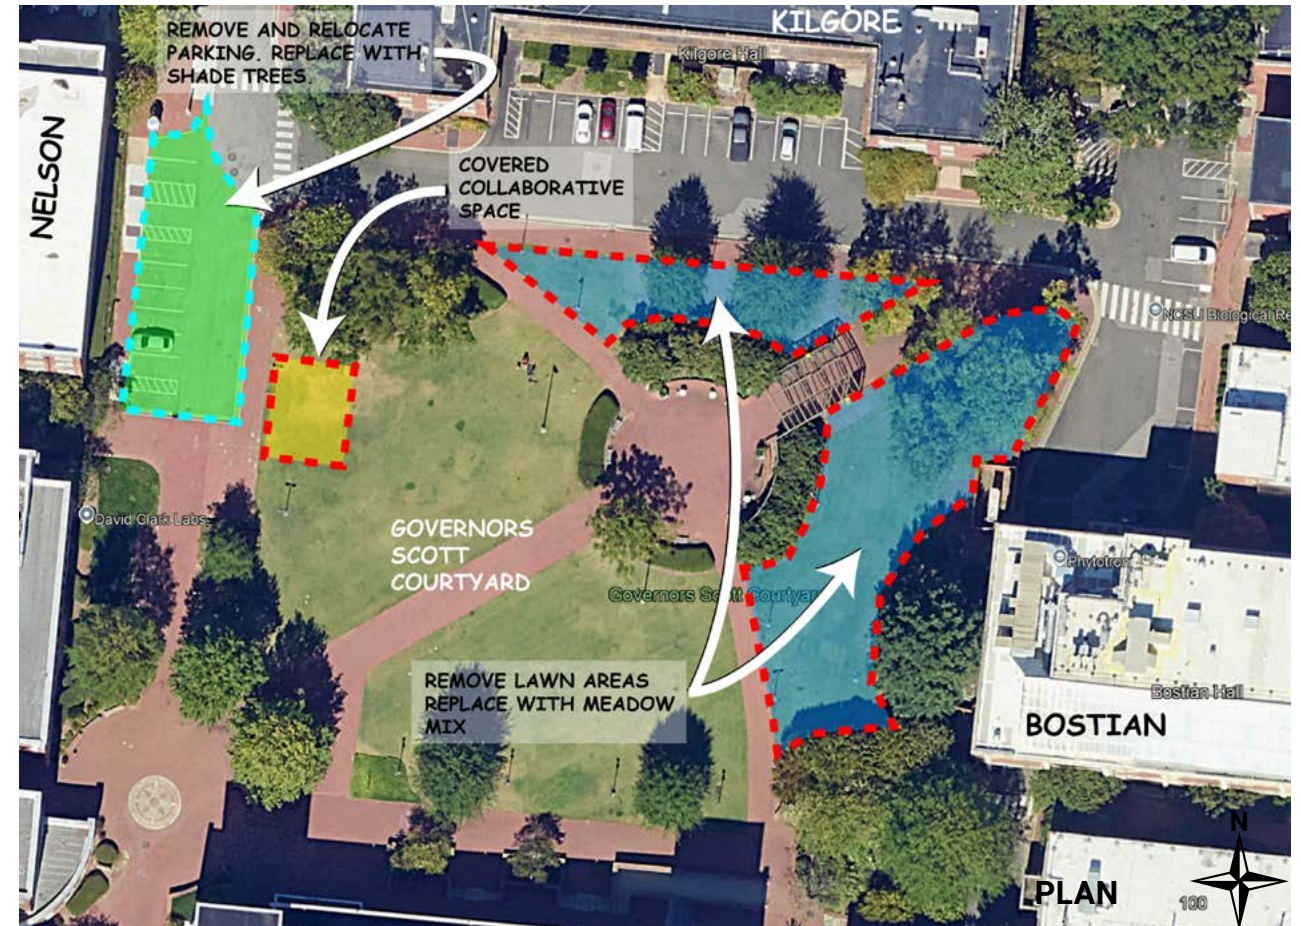 REMOVE AND RELOCATE
PARKING. REPLACE WITH
SHADE TREES.
KILGORE
Kilgore Hall
NELSON
COVERED
COLLABORATIVE
SPACE
NCSU Biological Re
David Clark Labs
GOVERNORS
SCOTT
COURTYARD
Phytotron
Governors Scott Courtyar
REMOVE LAWN AREAS
REPLACE WITH MEADOW
MIX
Bostian Hall
BOSTIAN
N
PLAN
100